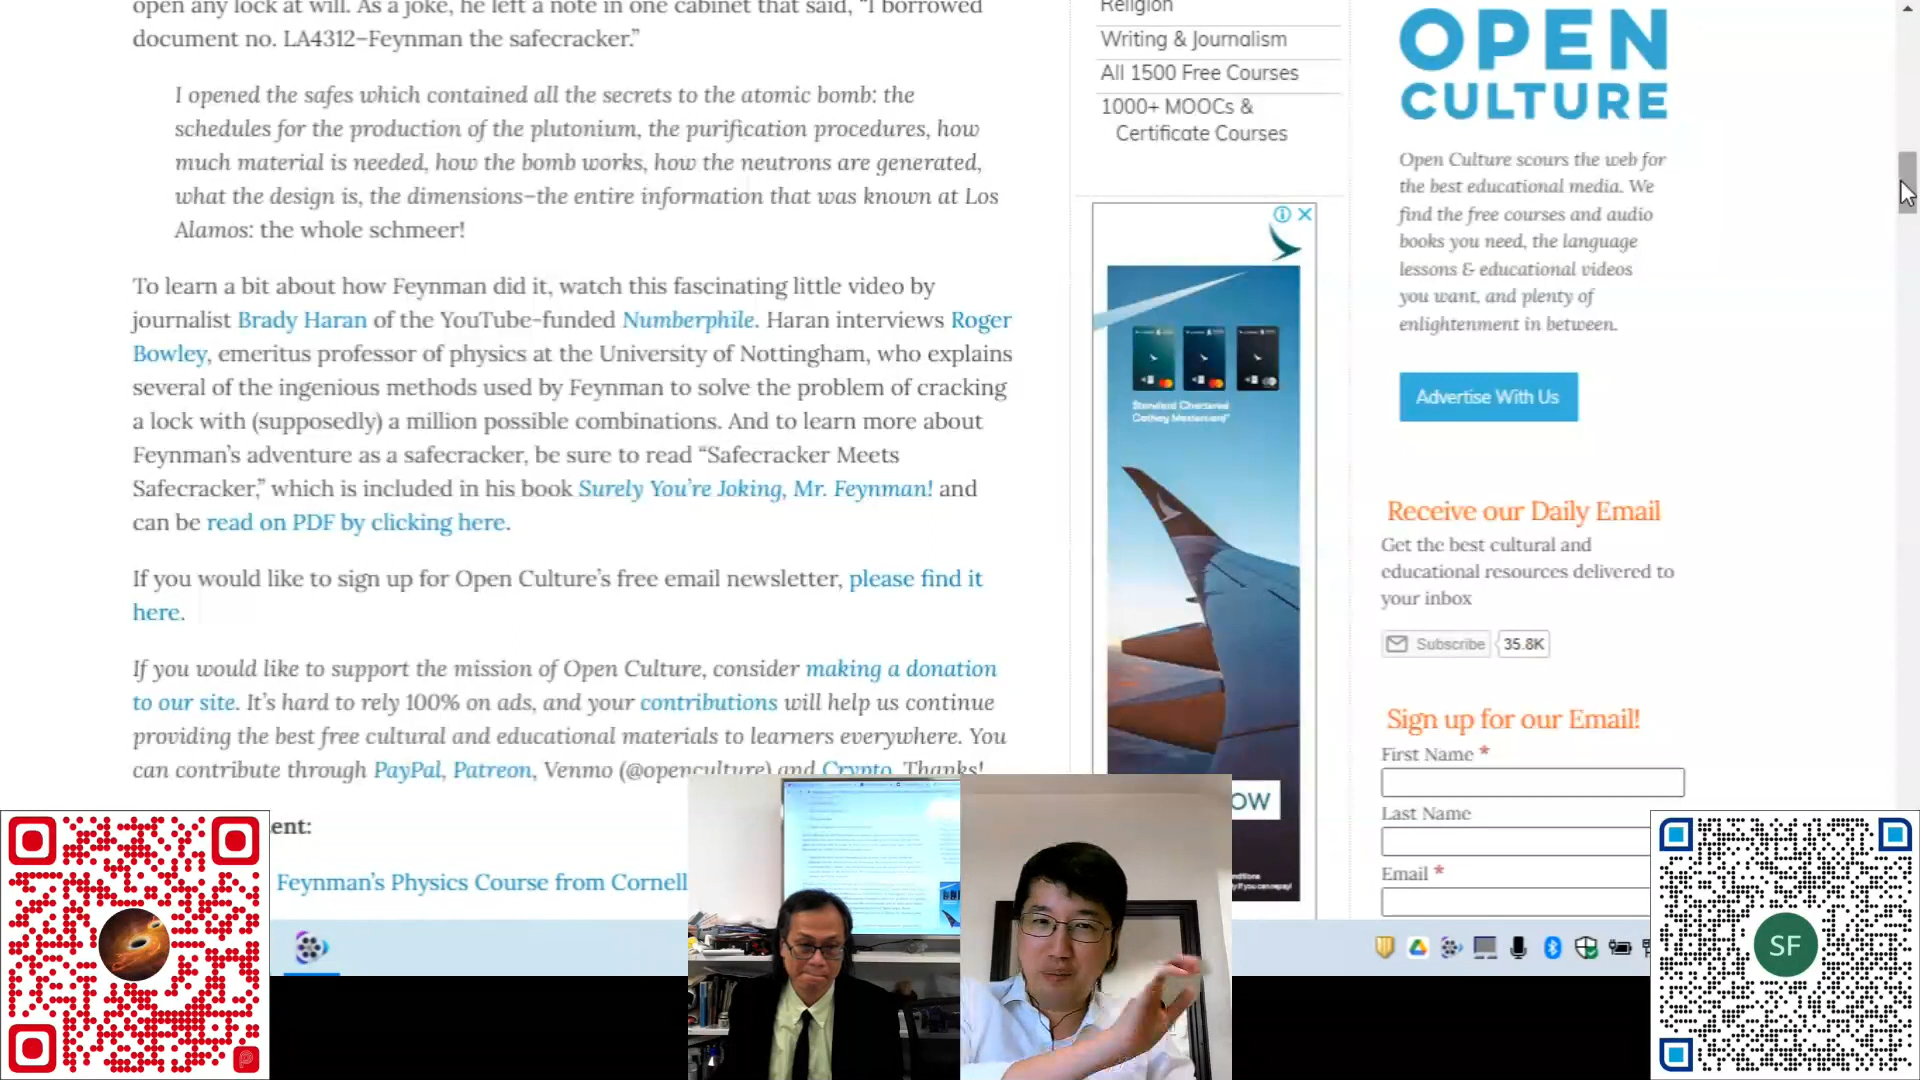 open any lock at will. As a joke, he left a note in one cabinet that said, “I borrowed
document no. LA4312–Feynman the safecracker.”
I opened the safes which contained all the secrets to the atomic bomb: the
schedules for the production of the plutonium, the purification procedures, how
much material is needed, how the bomb works, how the neutrons are generated,
what the design is, the dimensions–the entire information that was known at Los
Alamos: the whole schmeer!
To learn a bit about how Feynman did it, watch this fascinating little video by
journalist Brady Haran of the YouTube-funded Numberphile. Haran interviews Roger
Bowley, emeritus professor of physics at the University of Nottingham, who explains
several of the ingenious methods used by Feynman to solve the problem of cracking
a lock with (supposedly) a million possible combinations. And to learn more about
Feynman’s adventure as a safecracker, be sure to read “Safecracker Meets
Safecracker,” which is included in his book Surely You’re Joking, Mr. Feynman! and
can be read on PDF by clicking here.
If you would like to sign up for Open Culture’s free email newsletter, please find it
here.
If you would like to support the mission of Open Culture, consider making a donation
to our site. It’s hard to rely 100% on ads, and your contributions will help us continue
providing the best free cultural and educational materials to learners everywhere. You
can contribute through PayPal, Patreon, Venmo (@openculture) and Crypto. Thanks!
ent:
Feynman’s Physics Course from Cornell
Religion
Writing & Journalism
All 1500 Free Courses
1000+ MOOCs &
Certificate Courses
Standard Chartered
Cathay Mastercard
OW
OPEN
CULTURE
Open Culture scours the web for
the best educational media. We
find the free courses and audio
books you need, the language
lessons & educational videos
you want, and plenty of
enlightenment in between.
Advertise With Us
Receive our Daily Email
Get the best cultural and
educational resources delivered to
your inbox
Subscribe 35.8K
Sign up for our Email!
First Name *
Last Name
Email *
SF